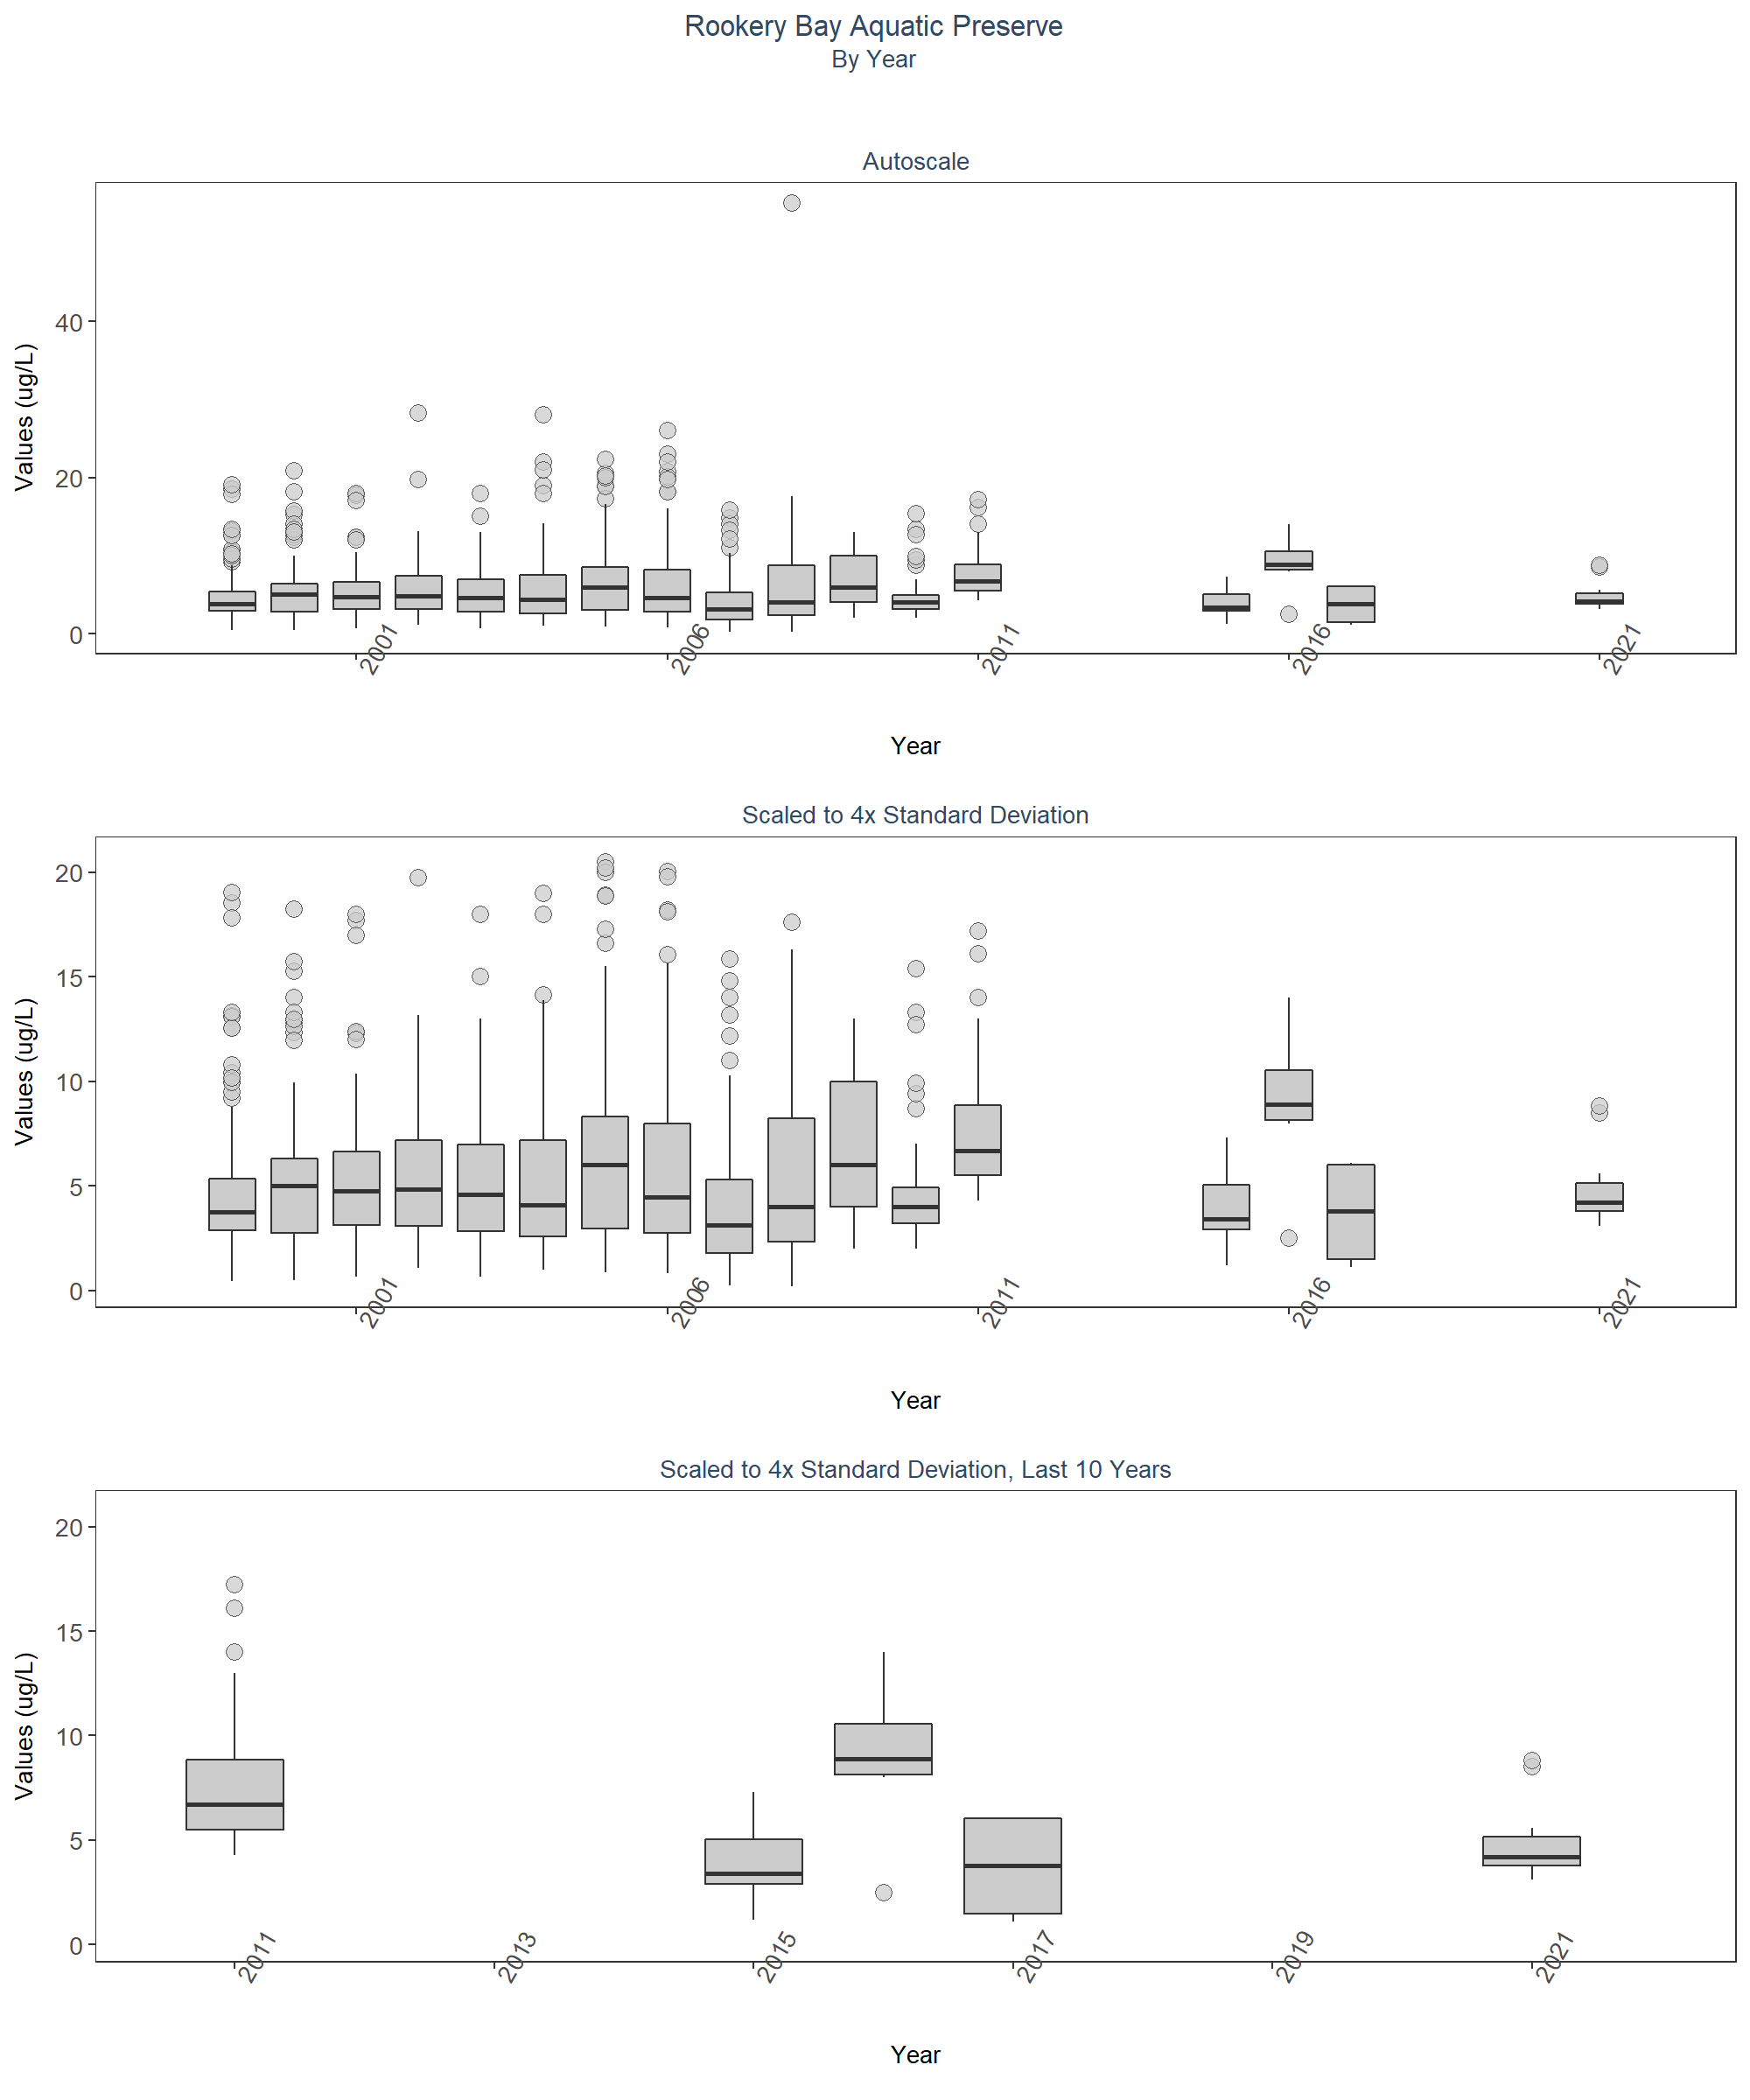 Rookery Bay Aquatic Preserve
By Year
Autoscale
Values (ug/L)
40
20
0
2001 2006 2011 2016 2021
Year
Scaled to 4x Standard Deviation
Values (ug/L)
20
15
10
5
0
2001 2006 2011 2016 2021
Year
Scaled to 4x Standard Deviation, Last 10 Years
Values (ug/L)
20
15
10
5
0
2011 2013 2015 2017 2019 2021
Year